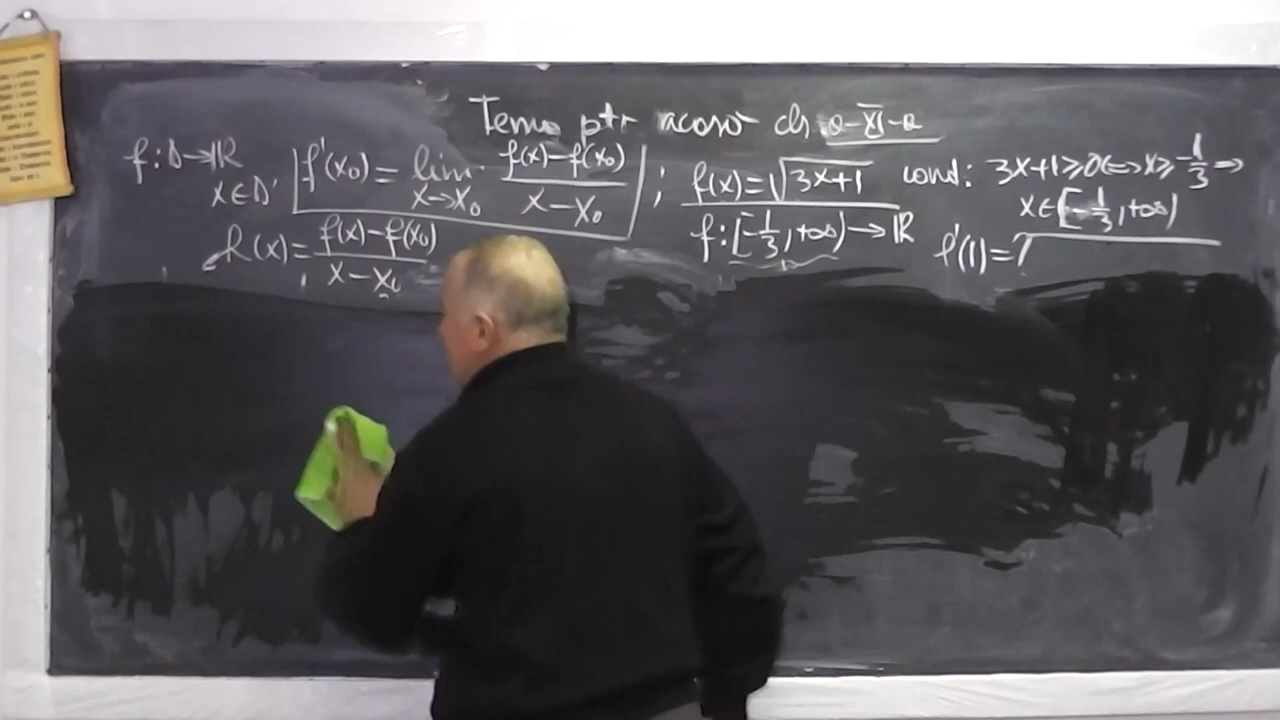 Tema ptr acasă cls a-XI-a
f:D→ℝ
x∈D'
f'(x₀)= lim x→x₀ (f(x)-f(x₀))/(x-x₀) ;
R(x)= (f(x)-f(x₀))/(x-x₀)
f(x)=√(3x+1) cond: 3x+1≥0⇔x≥-1/3⇒
x∈[-1/3,+∞)
f:[-1/3,+∞)→ℝ f'(1)=?